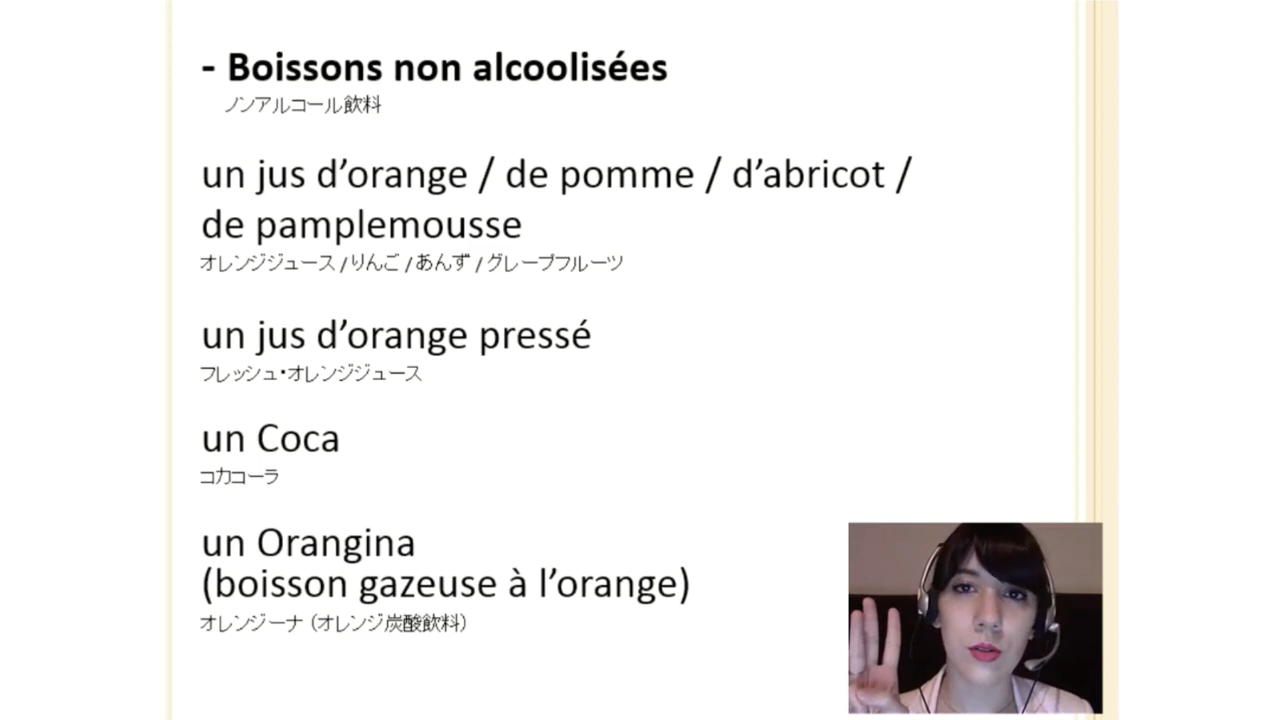 - Boissons non alcoolisées
ノンアルコール飲料
un jus d’orange / de pomme / d’abricot /
de pamplemousse
オレンジジュース / りんご / あんず / グレープフルーツ
un jus d’orange pressé
フレッシュ・オレンジジュース
un Coca
コカコーラ
un Orangina
(boisson gazeuse à l’orange)
オレンジーナ（オレンジ炭酸飲料）